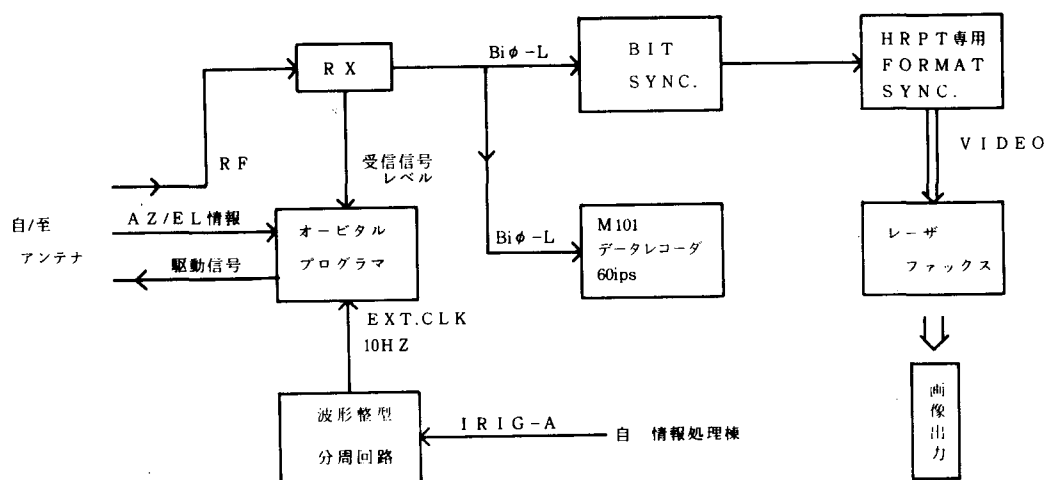 RX
Biφ-L
BIT
SYNC.
HRPT専用
FORMAT
SYNC.
RF
受信信号
レベル
VIDEO
自/至
アンテナ
AZ/EL情報
駆動信号
オービタル
プログラマ
Biφ-L
M101
データレコーダ
60ips
レーザ
ファックス
EXT.CLK
10HZ
波形整型
分周回路
IRIG-A
自 情報処理棟
画像出力